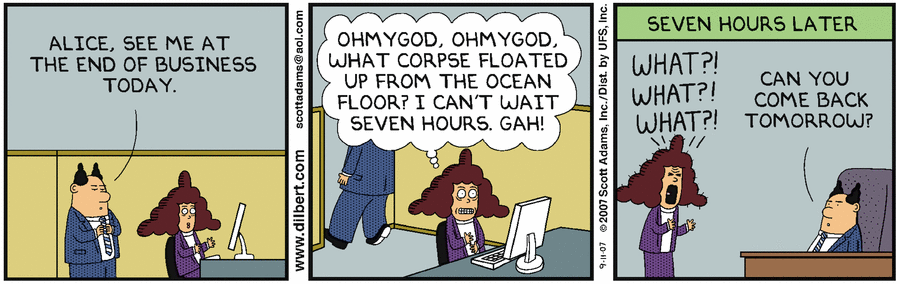 ALICE, SEE ME AT
THE END OF BUSINESS
TODAY.
www.dilbert.com
scottadams@aol.com
OHMYGOD, OHMYGOD,
WHAT CORPSE FLOATED
UP FROM THE OCEAN
FLOOR? I CAN'T WAIT
SEVEN HOURS. GAH!
9-11-07 ©2007 Scott Adams, Inc./Dist. by UFS, Inc.
SEVEN HOURS LATER
WHAT?!
WHAT?!
WHAT?!
CAN YOU
COME BACK
TOMORROW?